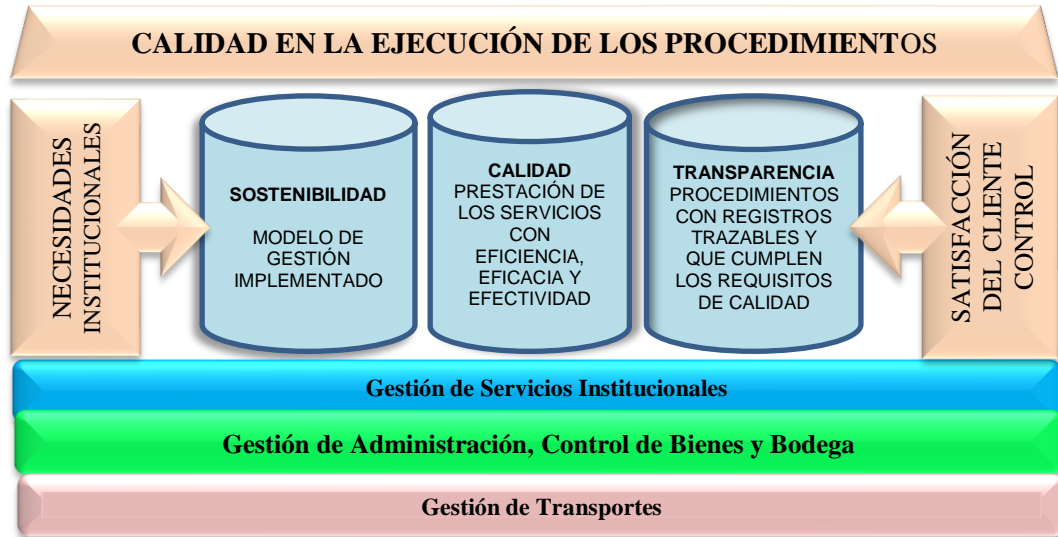 CALIDAD EN LA EJECUCIÓN DE LOS PROCEDIMIENTOS
NECESIDADES
INSTITUCIONALES
SOSTENIBILIDAD
MODELO DE
GESTIÓN
IMPLEMENTADO
CALIDAD
PRESTACIÓN DE
LOS SERVICIOS
CON
EFICIENCIA,
EFICACIA Y
EFECTIVIDAD
TRANSPARENCIA
PROCEDIMIENTOS
CON REGISTROS
TRAZABLES Y
QUE CUMPLEN
LOS REQUISITOS
DE CALIDAD
SATISFACCIÓN
DEL CLIENTE
CONTROL
Gestión de Servicios Institucionales
Gestión de Administración, Control de Bienes y Bodega
Gestión de Transportes